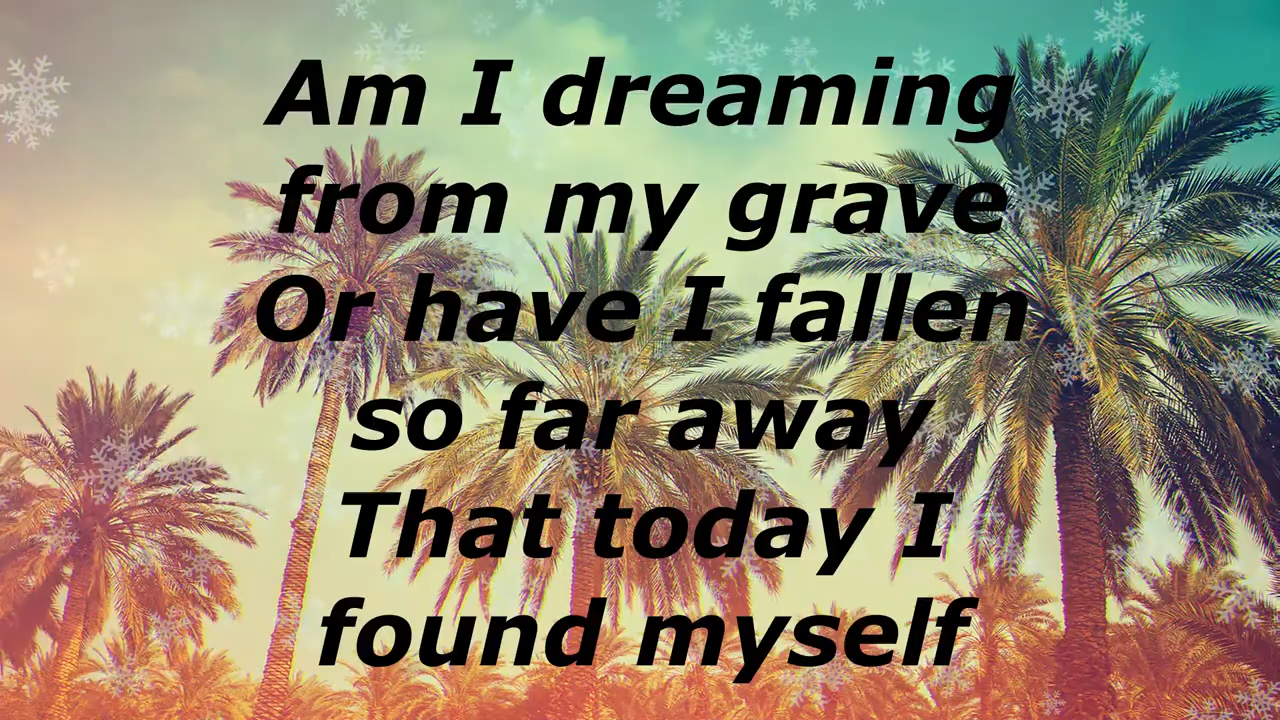 Am I dreaming
from my grave
Or have I fallen
so far away
That today I
found myself